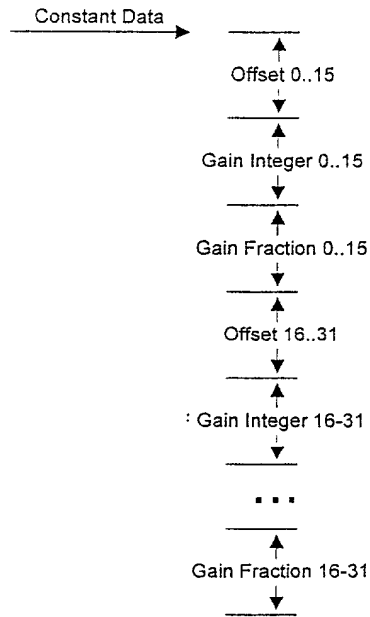 Constant Data
Offset 0..15
Gain Integer 0..15
Gain Fraction 0..15
Offset 16..31
: Gain Integer 16-31
...
Gain Fraction 16-31